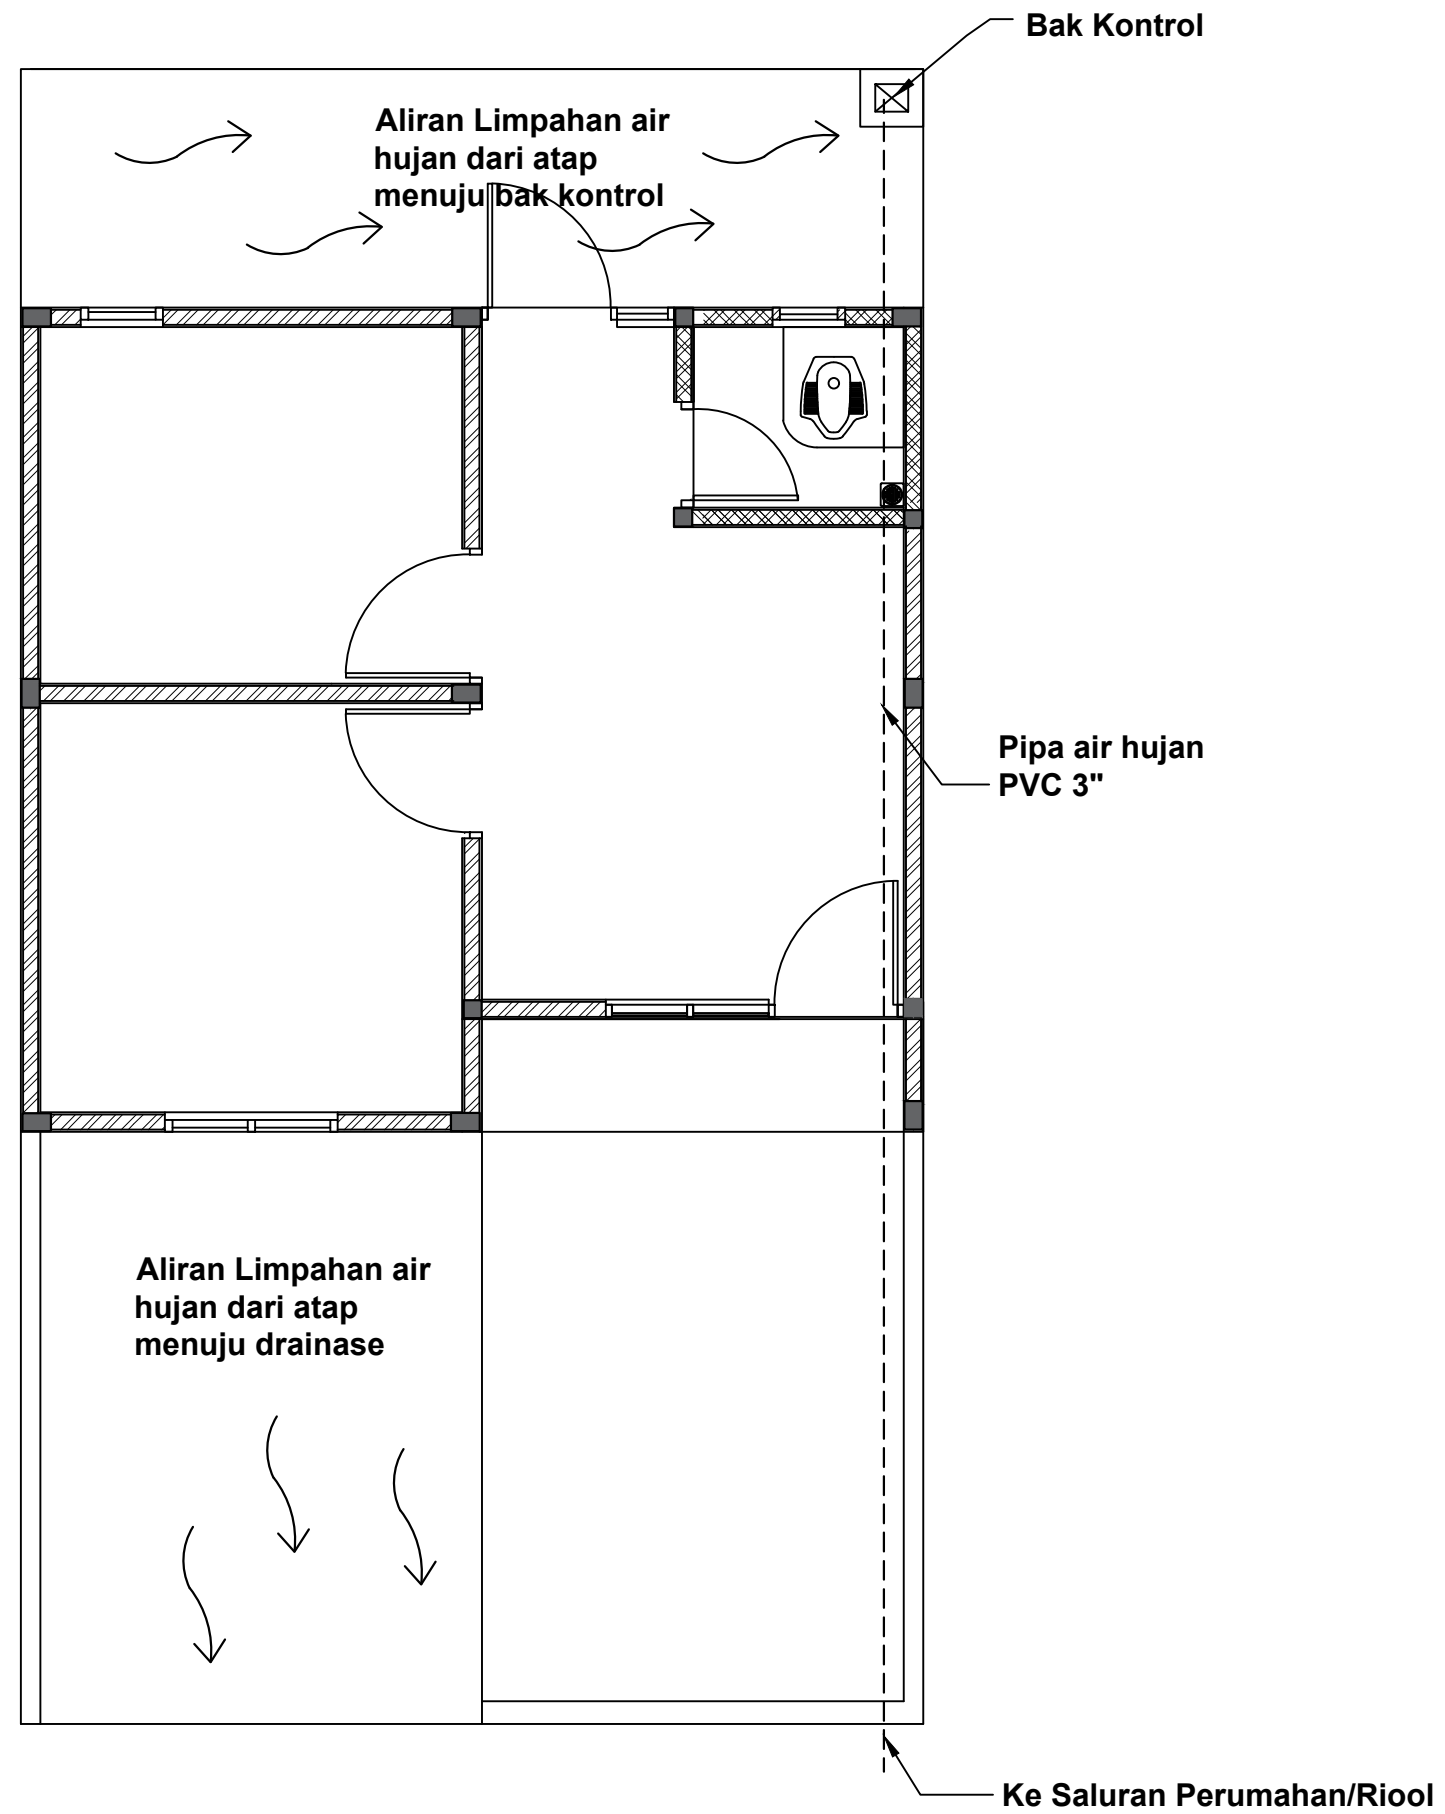 Bak Kontrol
Aliran Limpahan air
hujan dari atap
menuju bak kontrol
Pipa air hujan
PVC 3"
Aliran Limpahan air
hujan dari atap
menuju drainase
Ke Saluran Perumahan/Riool